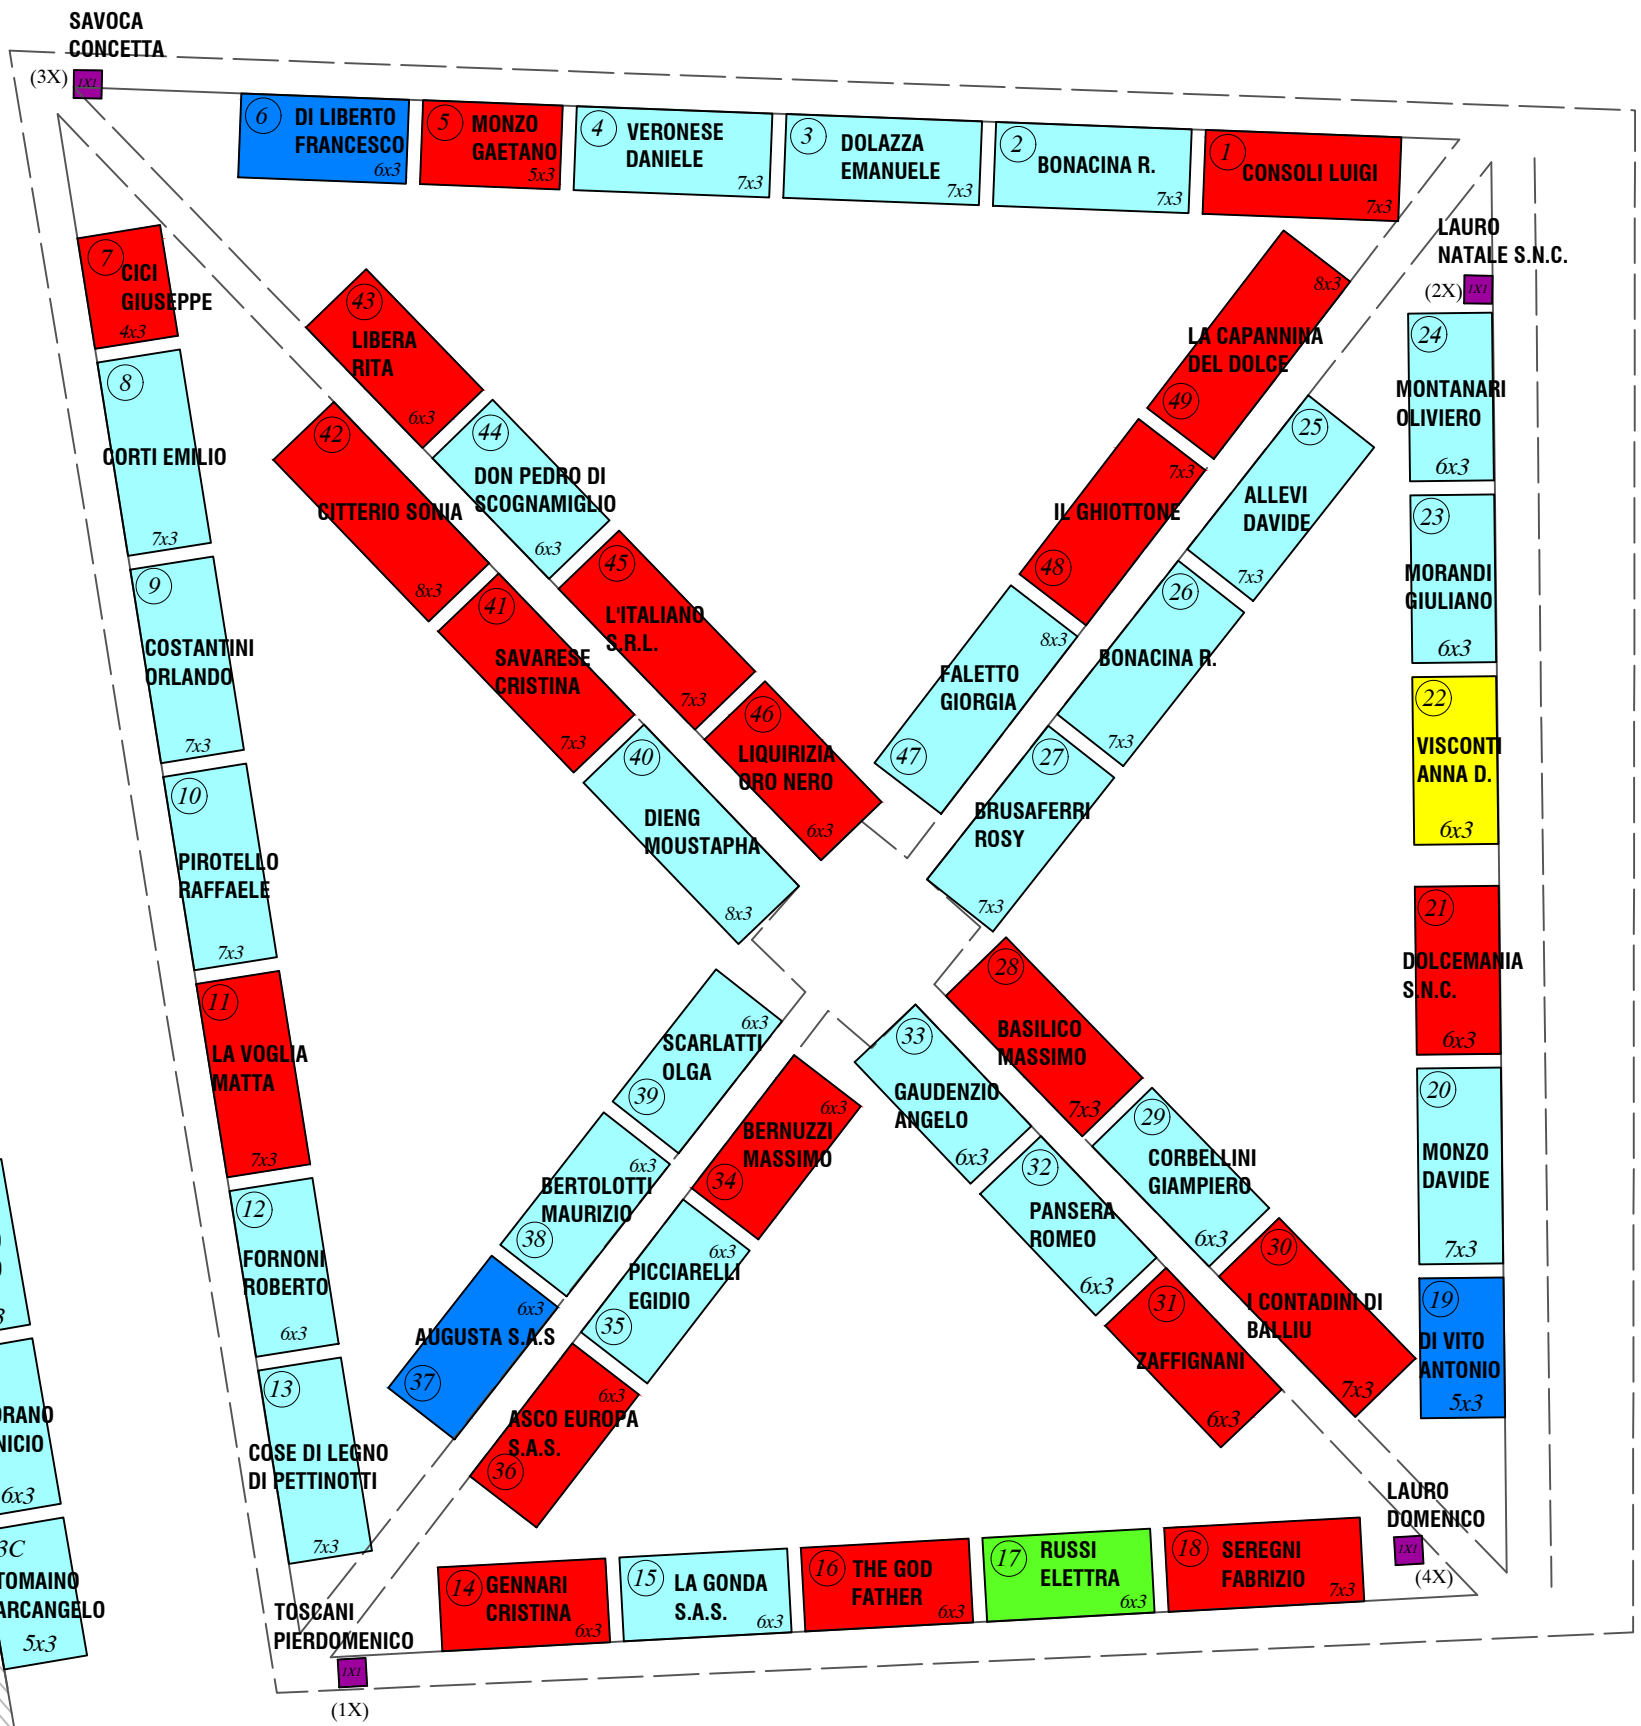 SAVOCA
CONCETTA
(3X)
1X1
6
DI LIBERTO
FRANCESCO
6x3
5
MONZO
GAETANO
5x3
4
VERONESE
DANIELE
7x3
3
DOLAZZA
EMANUELE
7x3
2
BONACINA R.
7x3
1
CONSOLI LUIGI
7x3
LAURO
NATALE S.N.C.
(2X)
1X1
7
CICI
GIUSEPPE
4x3
8
CORTI EMILIO
7x3
9
COSTANTINI
ORLANDO
7x3
10
PIROTELLO
RAFFAELE
7x3
11
LA VOGLIA
MATTA
7x3
12
FORNONI
ROBERTO
6x3
13
COSE DI LEGNO
DI PETTINOTTI
7x3
43
LIBERA
RITA
6x3
44
DON PEDRO DI
SCOGNAMIGLIO
6x3
45
L'ITALIANO
S.R.L.
7x3
46
LIQUIRIZIA
ORO NERO
6x3
42
CITTERIO SONIA
8x3
41
SAVARESE
CRISTINA
7x3
40
DIENG
MOUSTAPHA
8x3
8x3
LA CAPANNINA
DEL DOLCE
49
7x3
IL GHIOTTONE
48
8x3
FALETTO
GIORGIA
47
25
ALLEVI
DAVIDE
7x3
26
BONACINA R.
7x3
27
BRUSAFERRI
ROSY
7x3
24
MONTANARI
OLIVIERO
6x3
23
MORANDI
GIULIANO
6x3
22
VISCONTI
ANNA D.
6x3
21
DOLCEMANIA
S.N.C.
6x3
20
MONZO
DAVIDE
7x3
19
DI VITO
ANTONIO
5x3
28
BASILICO
MASSIMO
7x3
29
CORBELLINI
GIAMPIERO
6x3
30
I CONTADINI DI
BALLIU
7x3
33
GAUDENZIO
ANGELO
6x3
32
PANSERA
ROMEO
6x3
31
ZAFFIGNANI
6x3
6x3
SCARLATTI
OLGA
39
6x3
BERTOLOTTI
MAURIZIO
38
6x3
AUGUSTA S.A.S
37
6x3
BERNUZZI
MASSIMO
34
6x3
PICCIARELLI
EGIDIO
35
6x3
ASCO EUROPA
S.A.S.
36
14
GENNARI
CRISTINA
6x3
15
LA GONDA
S.A.S.
6x3
16
THE GOD
FATHER
6x3
17
RUSSI
ELETTRA
6x3
18
SEREGNI
FABRIZIO
7x3
LAURO
DOMENICO
1X1
(4X)
TOSCANI
PIERDOMENICO
1X1
(1X)
ORANO
NICIO
6x3
3C
TOMAINO
ARCANGELO
5x3